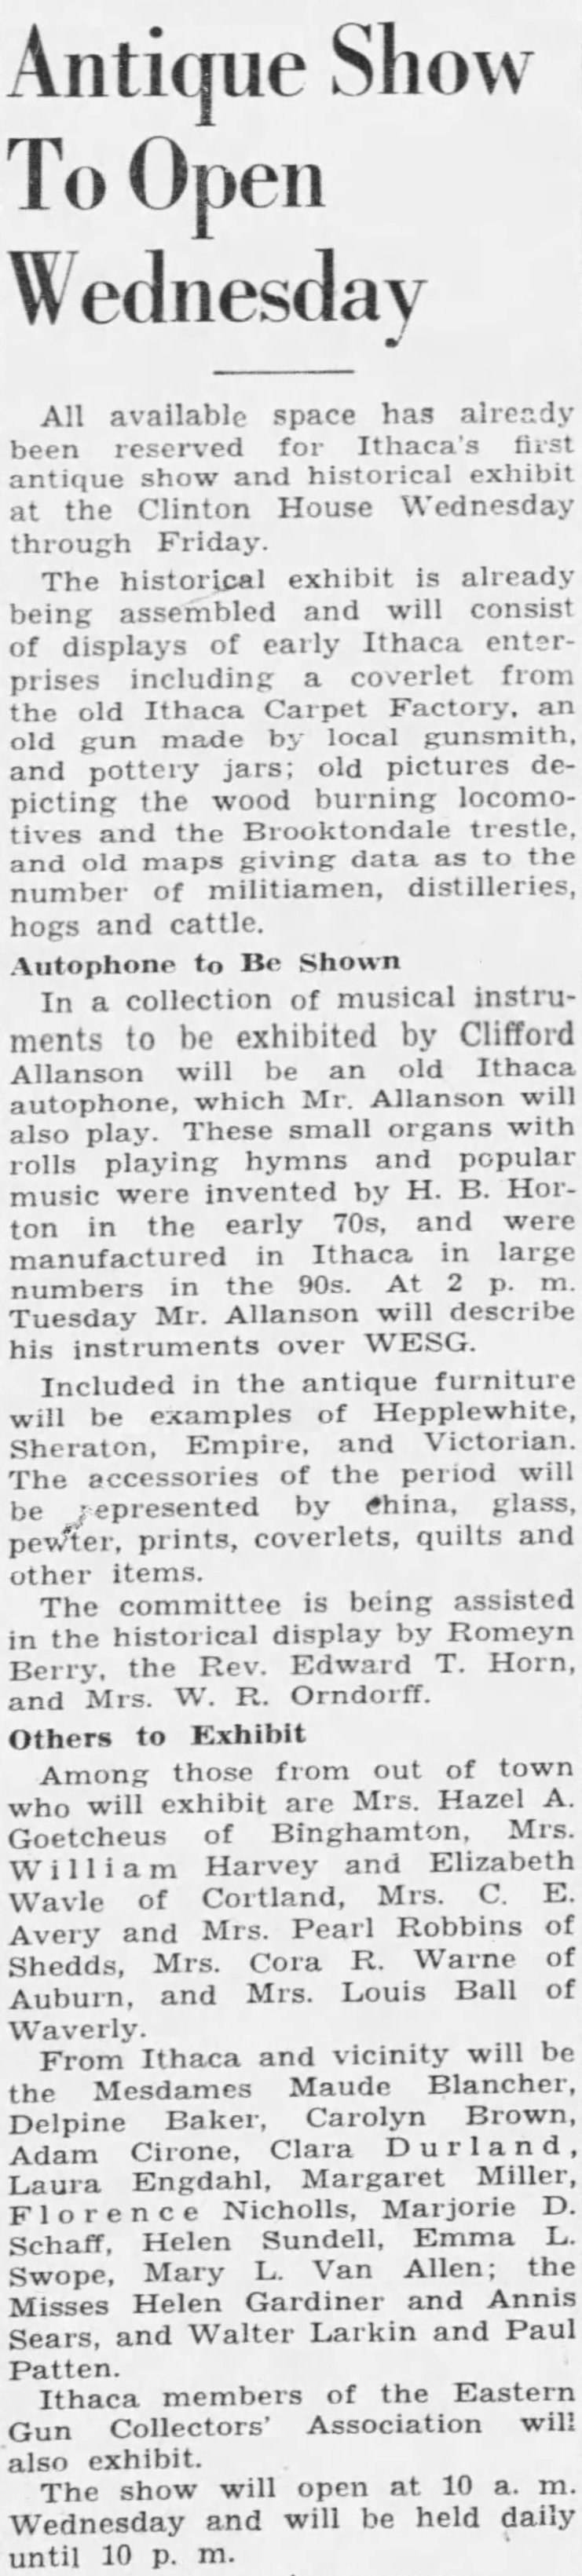 Antique Show
To Open
Wednesday
All available space has already
been reserved for Ithaca's first
antique show and historical exhibit
at the Clinton House Wednesday
through Friday.
The historical exhibit is already
being assembled and will consist
of displays of early Ithaca enter-
prises including a coverlet from
the old Ithaca Carpet Factory, an
old gun made by local gunsmith,
and pottery jars; old pictures de-
picting the wood burning locomo-
tives and the Brooktondale trestle,
and old maps giving data as to the
number of militiamen, distilleries,
hogs and cattle.
Autophone to Be Shown
In a collection of musical instru-
ments to be exhibited by Clifford
Allanson will be an old Ithaca
autophone, which Mr. Allanson will
also play. These small organs with
rolls playing hymns and popular
music were invented by H. B. Hor-
ton in the early 70s, and were
manufactured in Ithaca in large
numbers in the 90s. At 2 p. m.
Tuesday Mr. Allanson will describe
his instruments over WESG.
Included in the antique furniture
will be examples of Hepplewhite,
Sheraton, Empire, and Victorian.
The accessories of the period will
be represented by china, glass,
pewter, prints, coverlets, quilts and
other items.
The committee is being assisted
in the historical display by Romeyn
Berry, the Rev. Edward T. Horn,
and Mrs. W. R. Orndorff.
Others to Exhibit
Among those from out of town
who will exhibit are Mrs. Hazel A.
Goetcheus of Binghamton, Mrs.
William Harvey and Elizabeth
Wavle of Cortland, Mrs. C. E.
Avery and Mrs. Pearl Robbins of
Shedds, Mrs. Cora R. Warne of
Auburn, and Mrs. Louis Ball of
Waverly.
From Ithaca and vicinity will be
the Mesdames Maude Blancher,
Delpine Baker, Carolyn Brown,
Adam Cirone, Clara Durland,
Laura Engdahl, Margaret Miller,
Florence Nicholls, Marjorie D.
Schaff, Helen Sundell, Emma L.
Swope, Mary L. Van Allen; the
Misses Helen Gardiner and Annis
Sears, and Walter Larkin and Paul
Patten.
Ithaca members of the Eastern
Gun Collectors' Association will
also exhibit.
The show will open at 10 a. m.
Wednesday and will be held daily
until 10 p. m.